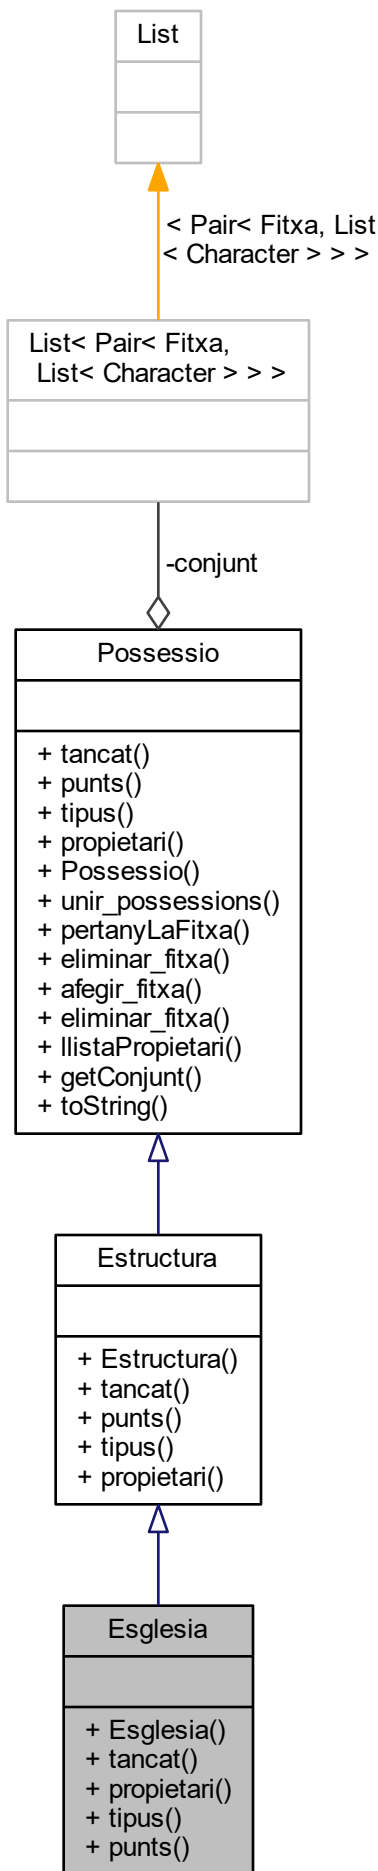 List
< Pair< Fitxa, List
< Character > > >
List< Pair< Fitxa,
List< Character > > >
-conjunt
Possessio
+ tancat()
+ punts()
+ tipus()
+ propietari()
+ Possessio()
+ unir_possessions()
+ pertanyLaFitxa()
+ eliminar_fitxa()
+ afegir_fitxa()
+ eliminar_fitxa()
+ llistaPropietari()
+ getConjunt()
+ toString()
Estructura
+ Estructura()
+ tancat()
+ punts()
+ tipus()
+ propietari()
Esglesia
+ Esglesia()
+ tancat()
+ propietari()
+ tipus()
+ punts()